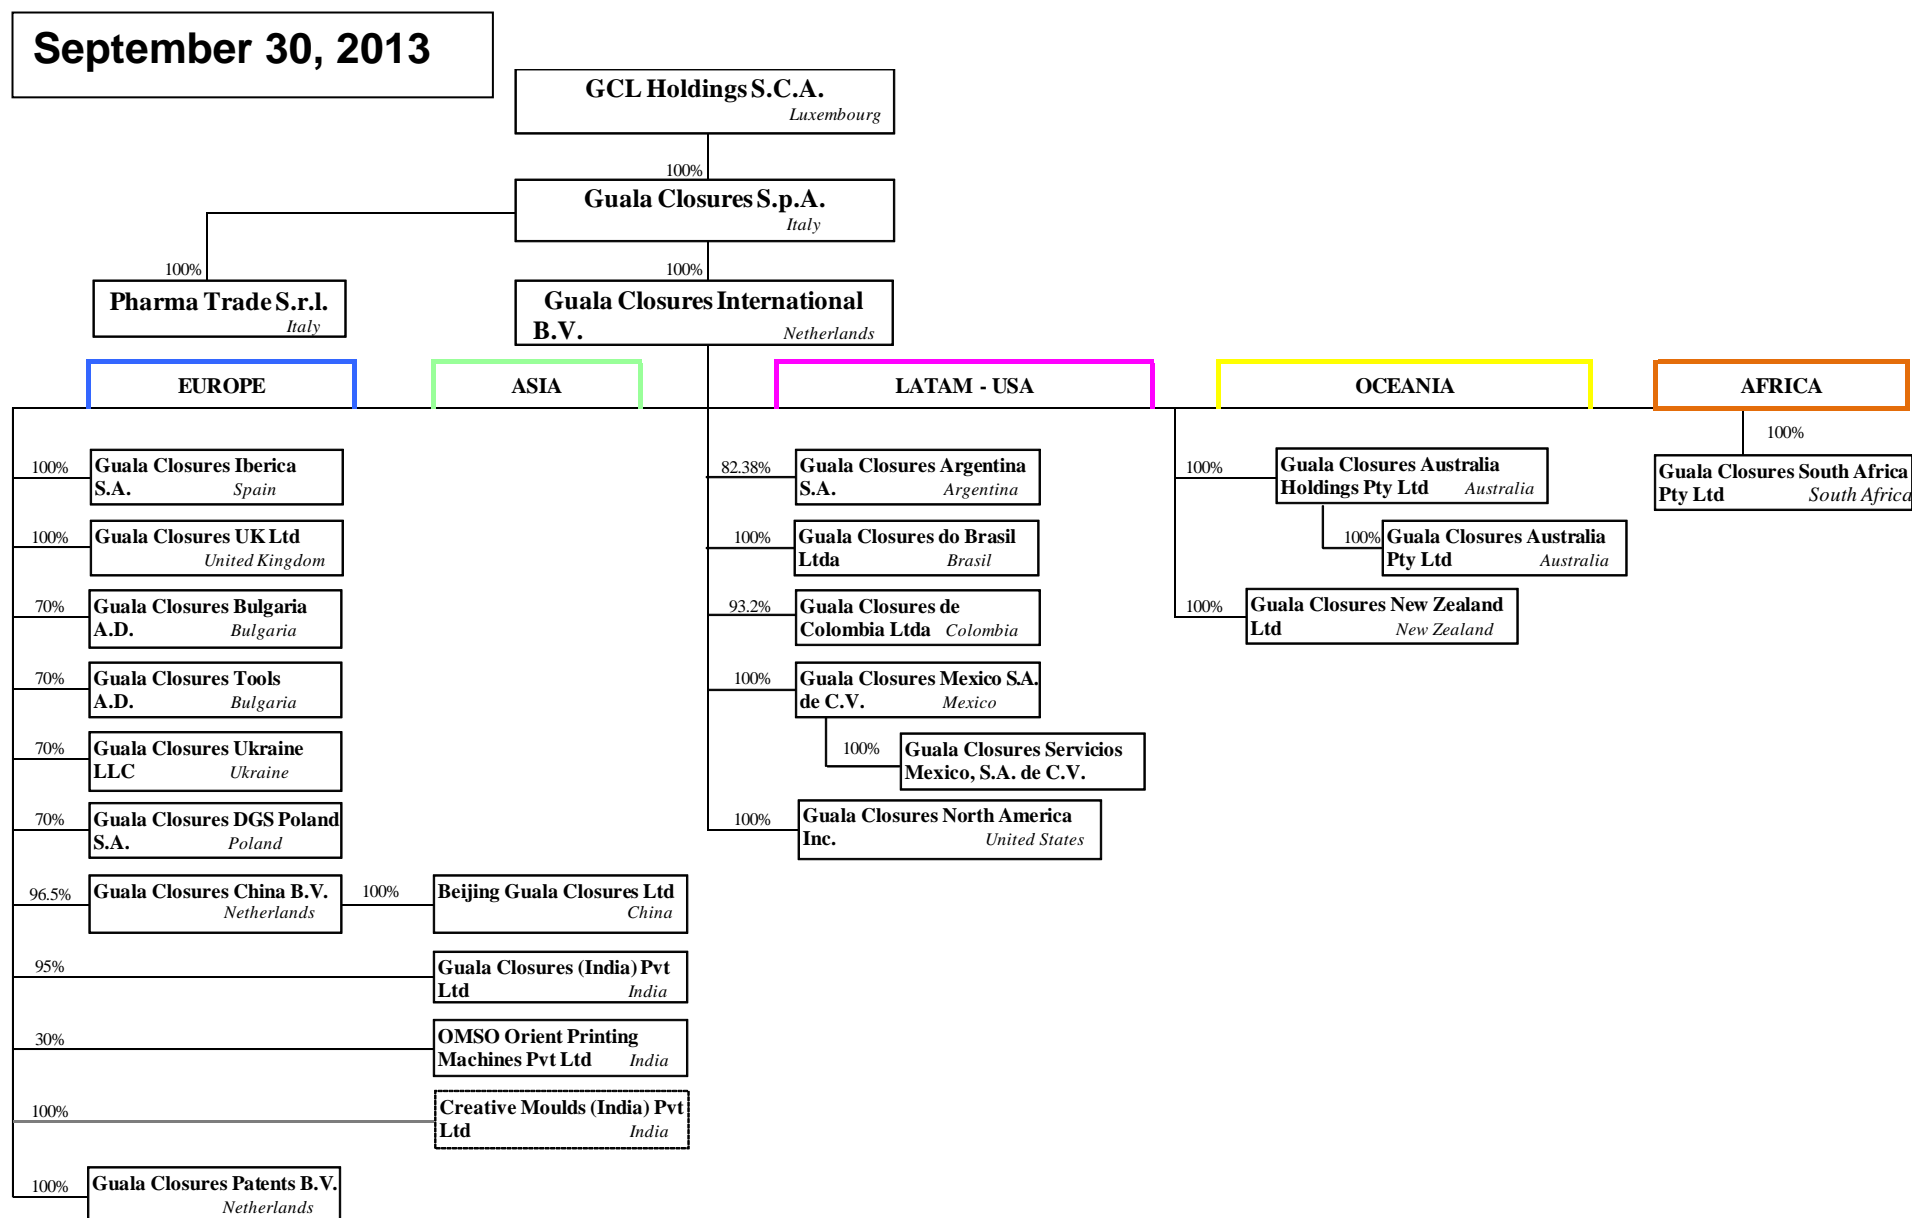 September 30, 2013
GCL Holdings S.C.A.
Luxembourg
100%
Guala Closures S.p.A.
Italy
100%
100%
Pharma Trade S.r.l.
Italy
Guala Closures International
B.V. Netherlands
EUROPE
ASIA
LATAM - USA
OCEANIA
AFRICA
100%
Guala Closures Iberica
S.A. Spain
100%
Guala Closures UK Ltd
United Kingdom
70%
Guala Closures Bulgaria
A.D. Bulgaria
70%
Guala Closures Tools
A.D. Bulgaria
70%
Guala Closures Ukraine
LLC Ukraine
70%
Guala Closures DGS Poland
S.A. Poland
96.5%
Guala Closures China B.V.
Netherlands
100%
Beijing Guala Closures Ltd
China
95%
Guala Closures (India) Pvt
Ltd India
30%
OMSO Orient Printing
Machines Pvt Ltd India
100%
Creative Moulds (India) Pvt
Ltd India
100%
Guala Closures Patents B.V.
Netherlands
82.38%
Guala Closures Argentina
S.A. Argentina
100%
Guala Closures do Brasil
Ltda Brasil
93.2%
Guala Closures de
Colombia Ltda Colombia
100%
Guala Closures Mexico S.A.
de C.V. Mexico
100%
Guala Closures Servicios
Mexico, S.A. de C.V.
100%
Guala Closures North America
Inc. United States
100%
Guala Closures Australia
Holdings Pty Ltd Australia
100%
Guala Closures Australia
Pty Ltd Australia
100%
Guala Closures New Zealand
Ltd New Zealand
100%
Guala Closures South Africa
Pty Ltd South Africa